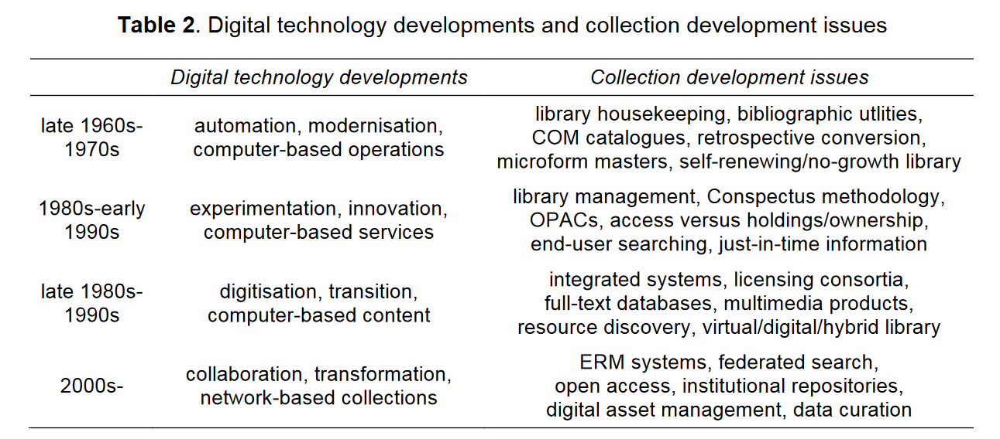 Table 2. Digital technology developments and collection development issues
Digital technology developments Collection development issues
late 1960s-
1970s
automation, modernisation,
computer-based operations
library housekeeping, bibliographic utlities,
COM catalogues, retrospective conversion,
microform masters, self-renewing/no-growth library
1980s-early
1990s
experimentation, innovation,
computer-based services
library management, Conspectus methodology,
OPACs, access versus holdings/ownership,
end-user searching, just-in-time information
late 1980s-
1990s
digitisation, transition,
computer-based content
integrated systems, licensing consortia,
full-text databases, multimedia products,
resource discovery, virtual/digital/hybrid library
2000s-
collaboration, transformation,
network-based collections
ERM systems, federated search,
open access, institutional repositories,
digital asset management, data curation